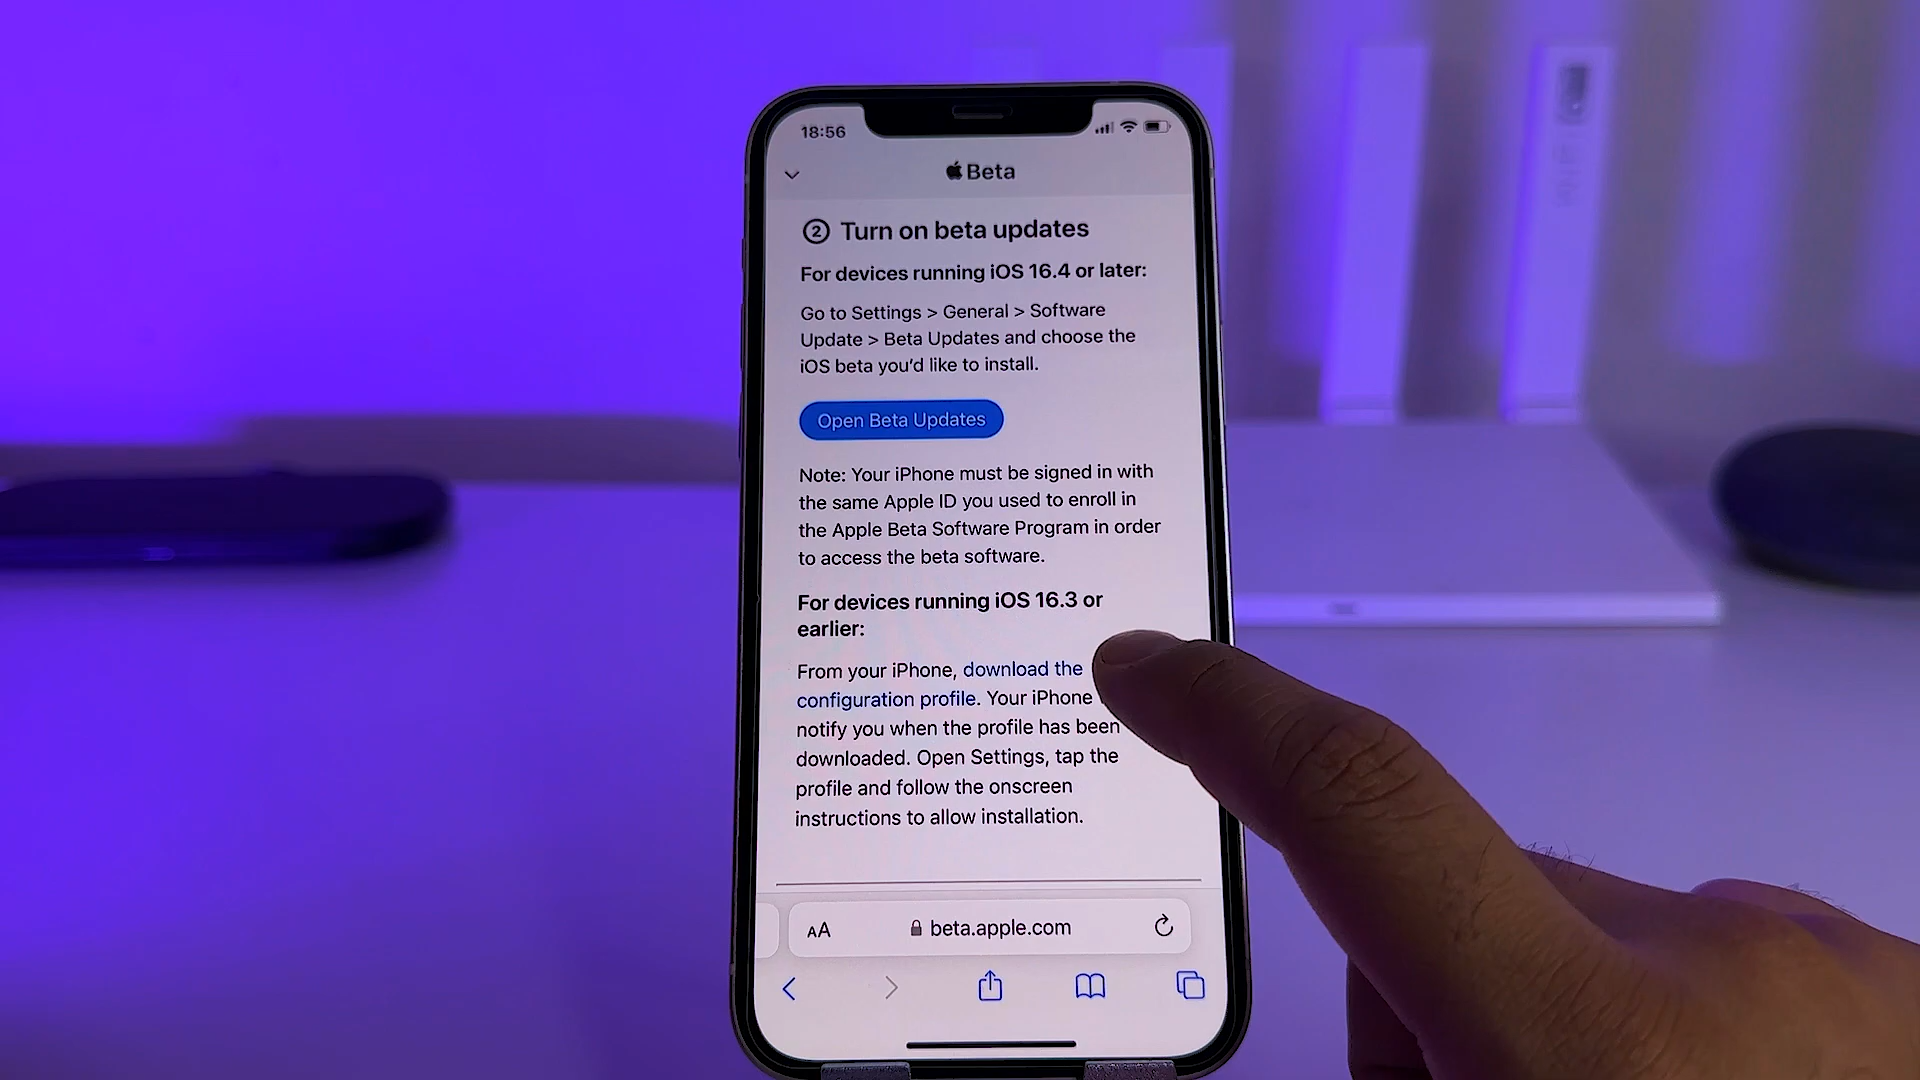 18:56
Beta
2 Turn on beta updates
For devices running iOS 16.4 or later:
Go to Settings > General > Software
Update > Beta Updates and choose the
iOS beta you'd like to install.
Open Beta Updates
Note: Your iPhone must be signed in with
the same Apple ID you used to enroll in
the Apple Beta Software Program in order
to access the beta software.
For devices running iOS 16.3 or
earlier:
From your iPhone, download the
configuration profile. Your iPhone
notify you when the profile has been
downloaded. Open Settings, tap the
profile and follow the onscreen
instructions to allow installation.
AA beta.apple.com